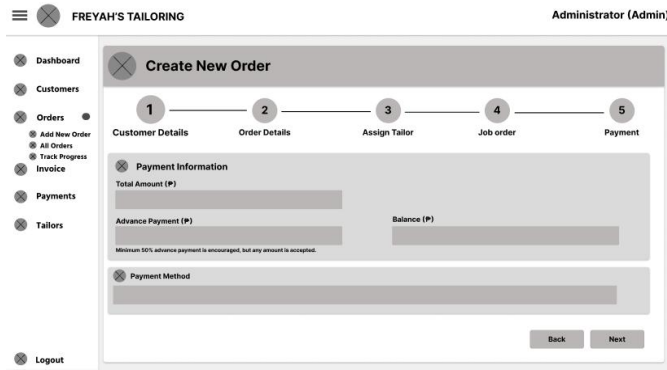 FREYAH'S TAILORING
Administrator (Admin)
Dashboard
Customers
Orders
Add New Order
All Orders
Track Progress
Invoice
Payments
Tailors
Logout
Create New Order
1 2 3 4 5
Customer Details Order Details Assign Tailor Job order Payment
Payment Information
Total Amount (₱)
Advance Payment (₱) Balance (₱)
Minimum 50% advance payment is encouraged, but any amount is accepted.
Payment Method
Back Next